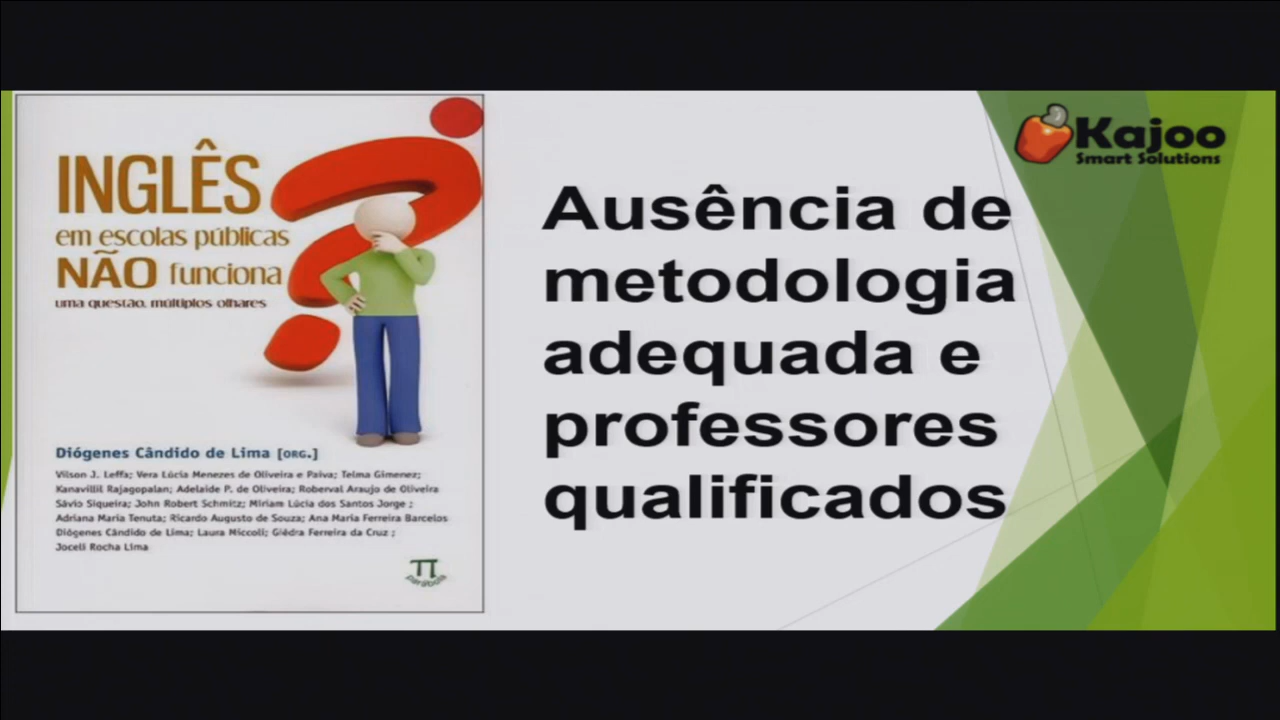 INGLÊS
em escolas públicas
NÃO funciona
uma questão, múltiplos olhares
Diógenes Cândido de Lima [ORG.]
Vilson J. Leffa; Vera Lúcia Menezes de Oliveira e Paiva; Telma Gimenez;
Kanavillil Rajagopalan; Adelaide P. de Oliveira; Roberval Araujo de Oliveira
Sávio Siqueira; John Robert Schmitz; Miriam Lúcia dos Santos Jorge ;
Adriana Maria Tenuta; Ricardo Augusto de Souza; Ana Maria Ferreira Barcelos
Diógenes Cândido de Lima; Laura Miccoli; Giêdra Ferreira da Cruz ;
Joceli Rocha Lima
parábola
Kajoo
Smart Solutions
Ausência de
metodologia
adequada e
professores
qualificados